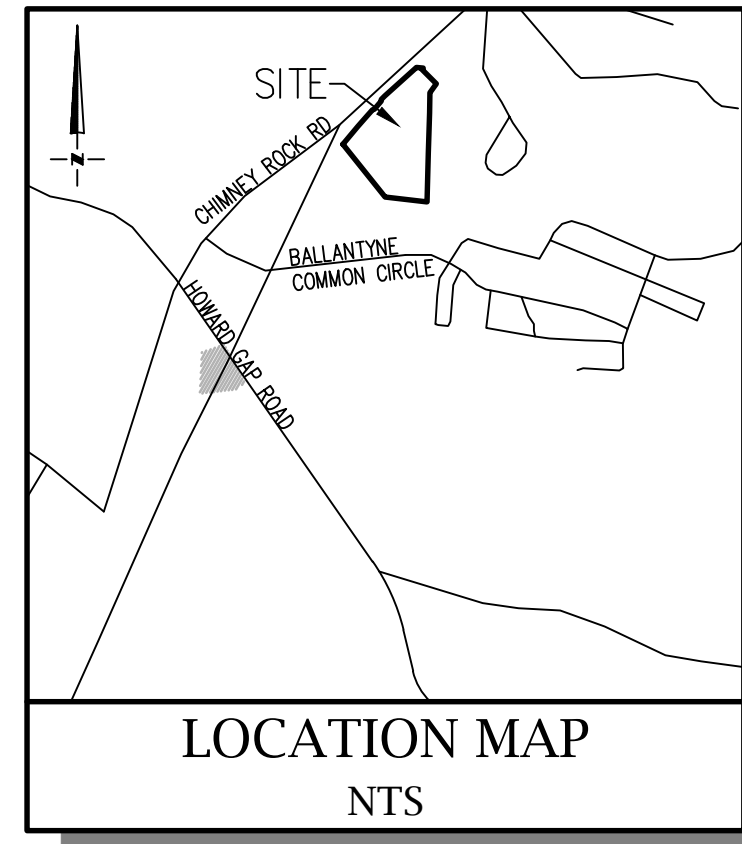 SITE
CHIMNEY ROCK RD
N
BALLANTYNE
COMMON CIRCLE
HOWARD GAP ROAD
LOCATION MAP
NTS